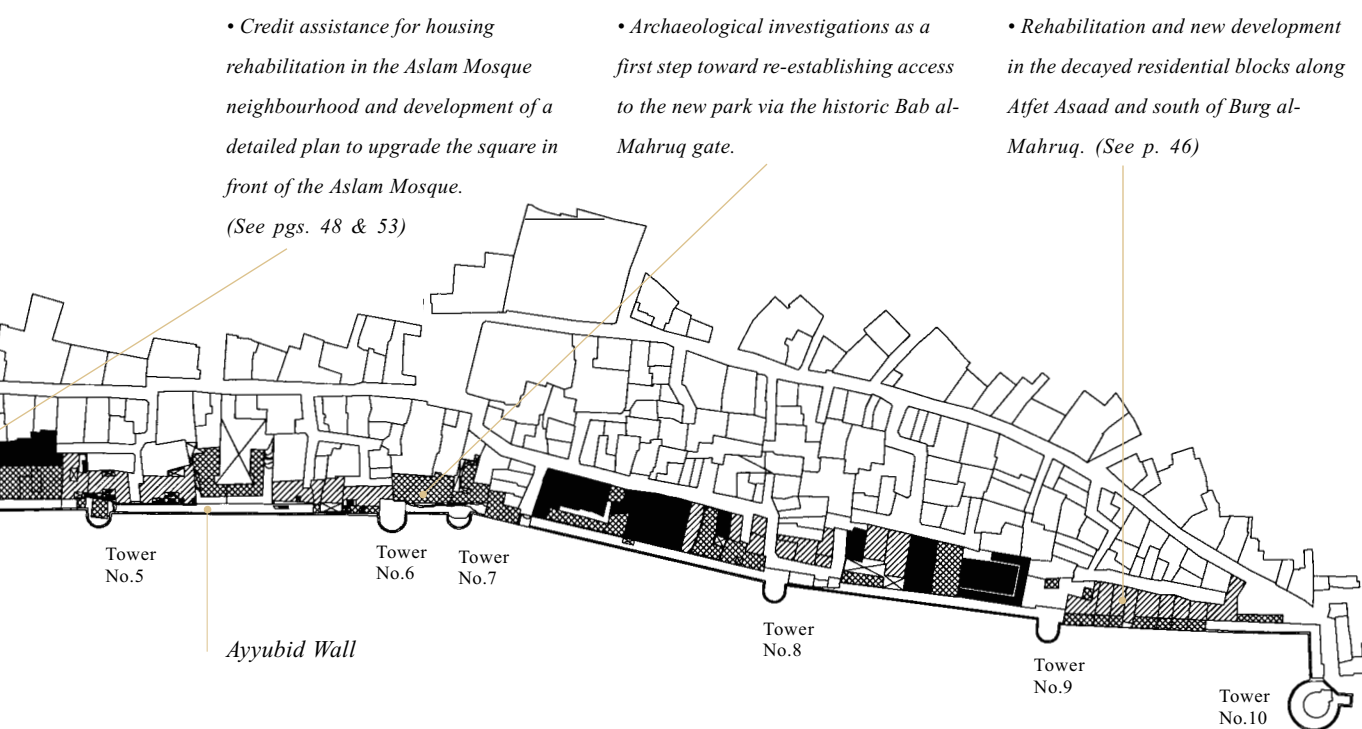 • Credit assistance for housing
rehabilitation in the Aslam Mosque
neighbourhood and development of a
detailed plan to upgrade the square in
front of the Aslam Mosque.
(See pgs. 48 & 53)
• Archaeological investigations as a
first step toward re-establishing access
to the new park via the historic Bab al-
Mahruq gate.
• Rehabilitation and new development
in the decayed residential blocks along
Atfet Asaad and south of Burg al-
Mahruq. (See p. 46)
Tower
No.5
Tower
No.6
Tower
No.7
Ayyubid Wall
Tower
No.8
Tower
No.9
Tower
No.10